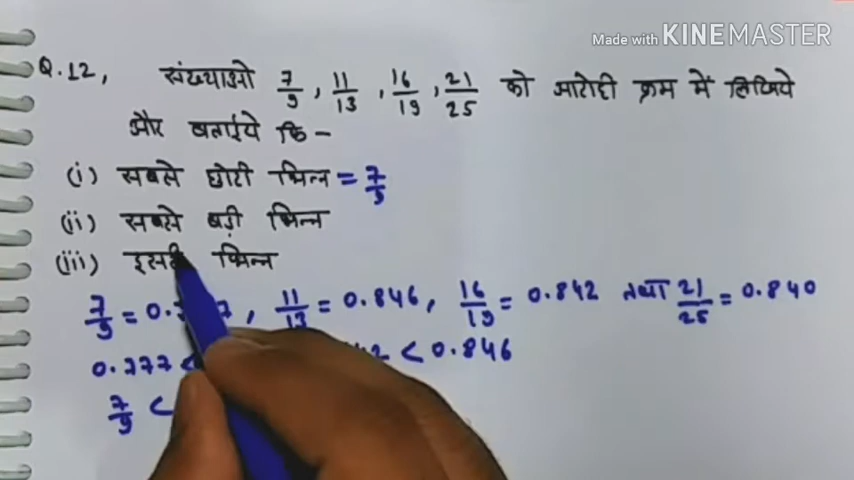 Made with KINEMASTER
Q.12, संख्याओ 7/9, 11/13, 16/19, 21/25 को आरोही क्रम में लिखिये
और बताईये कि -
(i) सबसे छोटी भिन्न = 7/9
(ii) सबसे बड़ी भिन्न
(iii) भिन्न
7/9 = , 11/13 = 0.846, 16/19 = 0.842 तथा 21/25 = 0.840
0.777 < < 0.846
7/9 <